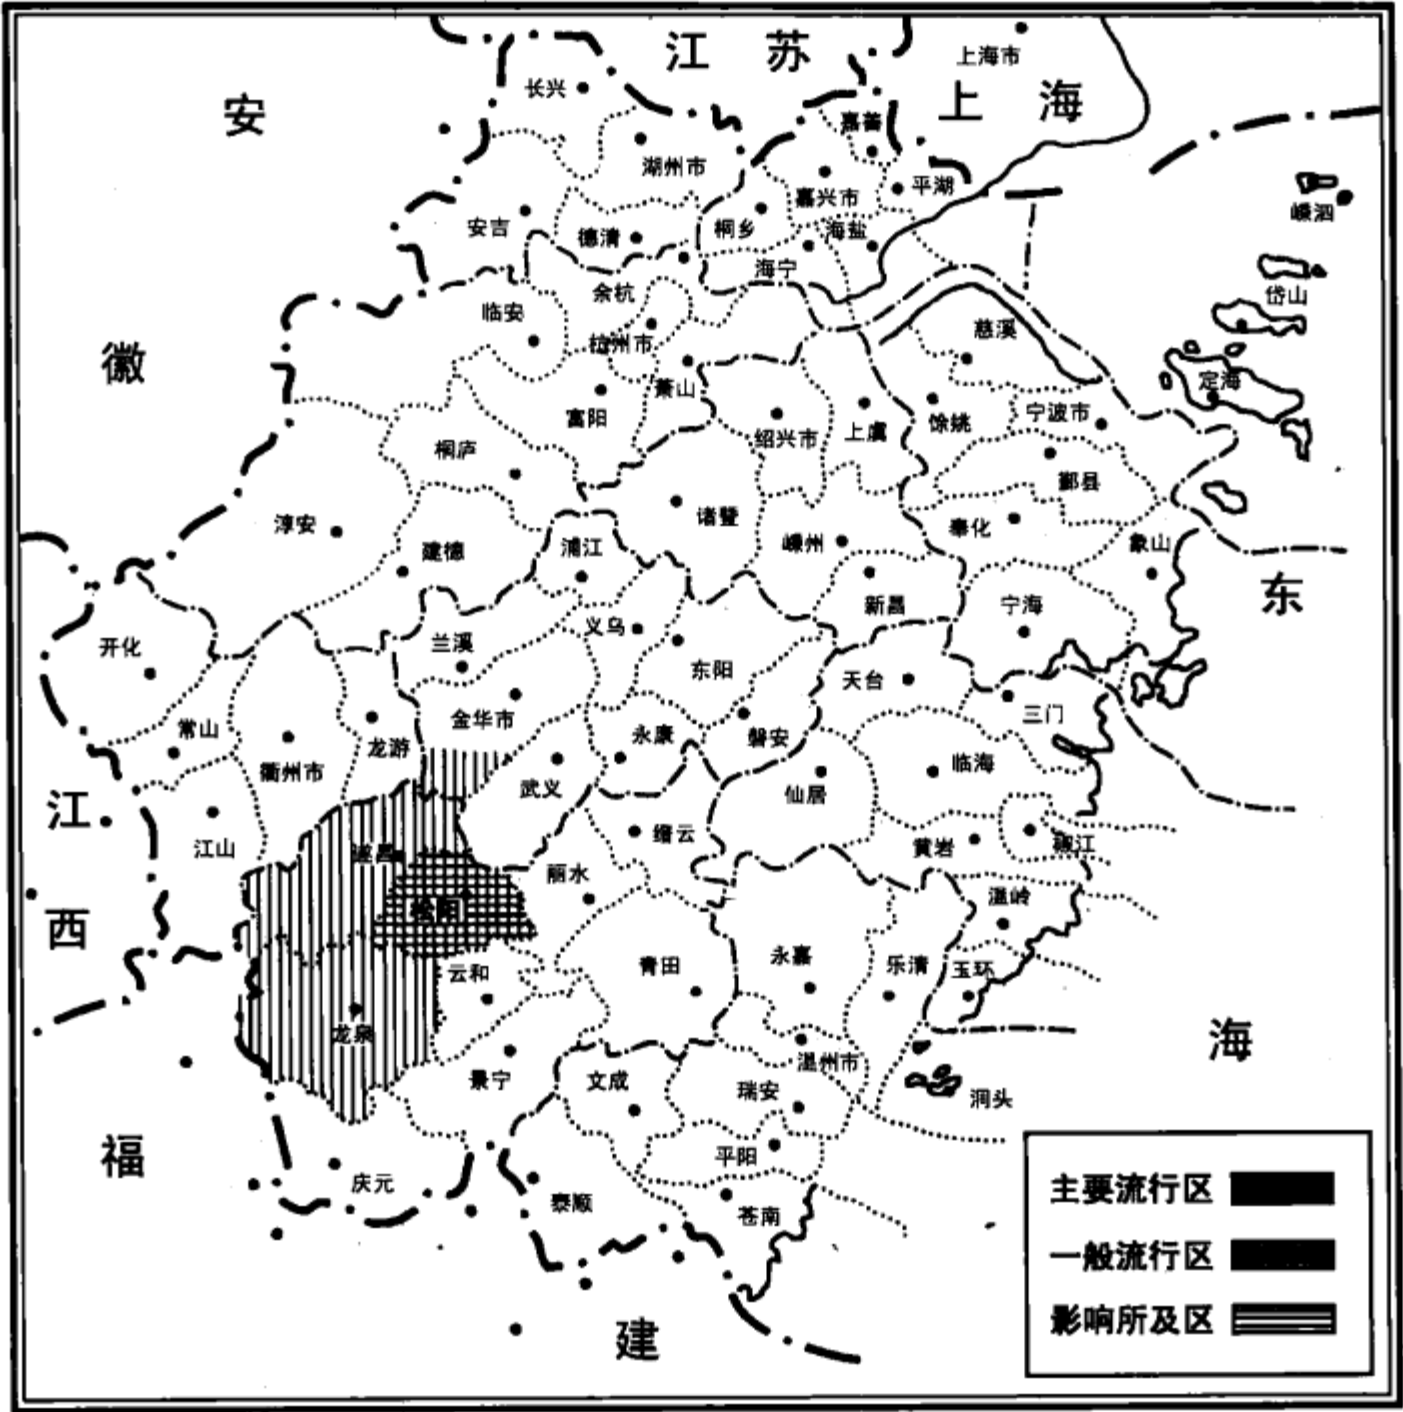 江 苏
上海市
上 海
安
长兴
嘉善
湖州市
嘉兴市
平湖
嵊泗
安吉
德清
桐乡
海盐
海宁
余杭
岱山
临安
慈溪
杭州市
徽
定海
萧山
富阳
宁波市
馀姚
绍兴市
上虞
桐庐
鄞县
诸暨
淳安
奉化
建德
浦江
嵊州
象山
东
新昌
宁海
义乌
开化
兰溪
东阳
天台
三门
金华市
常山
永康
磐安
龙游
临海
衢州市
武义
仙居
江
缙云
江山
黄岩
椒江
遂昌
丽水
温岭
松阳
西
永嘉
青田
乐清
玉环
云和
龙泉
海
温州市
景宁
文成
瑞安
洞头
福
平阳
庆元
泰顺
苍南
主要流行区
一般流行区
影响所及区
建